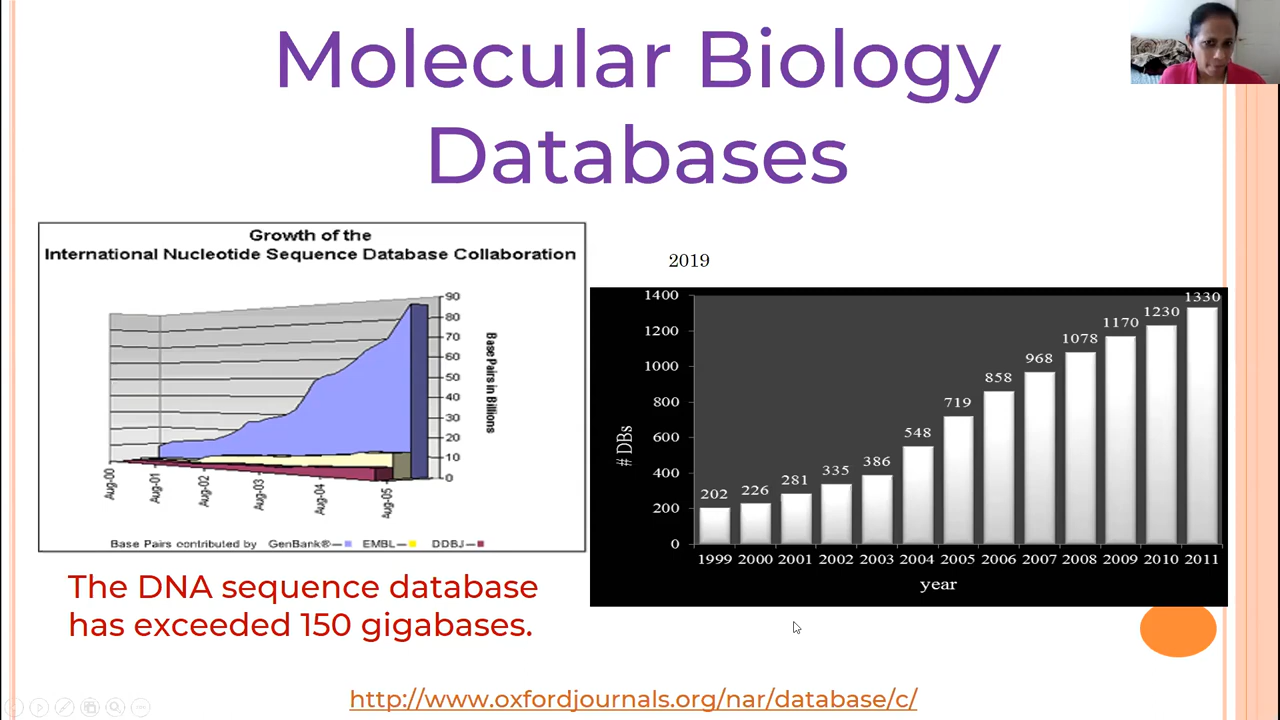 Molecular Biology
Databases
Growth of the
International Nucleotide Sequence Database Collaboration
90
80
70
60
50
40
30
20
10
0
Base Pairs in Billions
Aug-00
Aug-01
Aug-02
Aug-03
Aug-04
Aug-05
Base Pairs contributed by GenBank®— EMBL— DDBJ—
The DNA sequence database
has exceeded 150 gigabases.
2019
1400
1200
1000
800
600
400
200
0
# DBs
202 226 281 335 386 548 719 858 968 1078 1170 1230 1330
1999 2000 2001 2002 2003 2004 2005 2006 2007 2008 2009 2010 2011
year
http://www.oxfordjournals.org/nar/database/c/